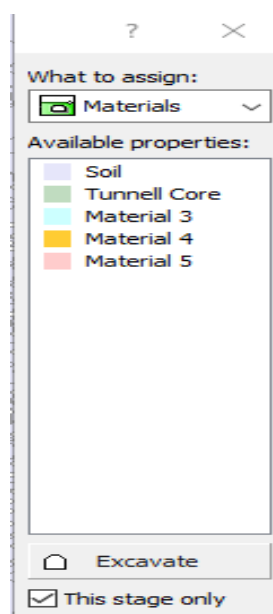 ?
What to assign:
Materials
Available properties:
Soil
Tunnell Core
Material 3
Material 4
Material 5
Excavate
This stage only